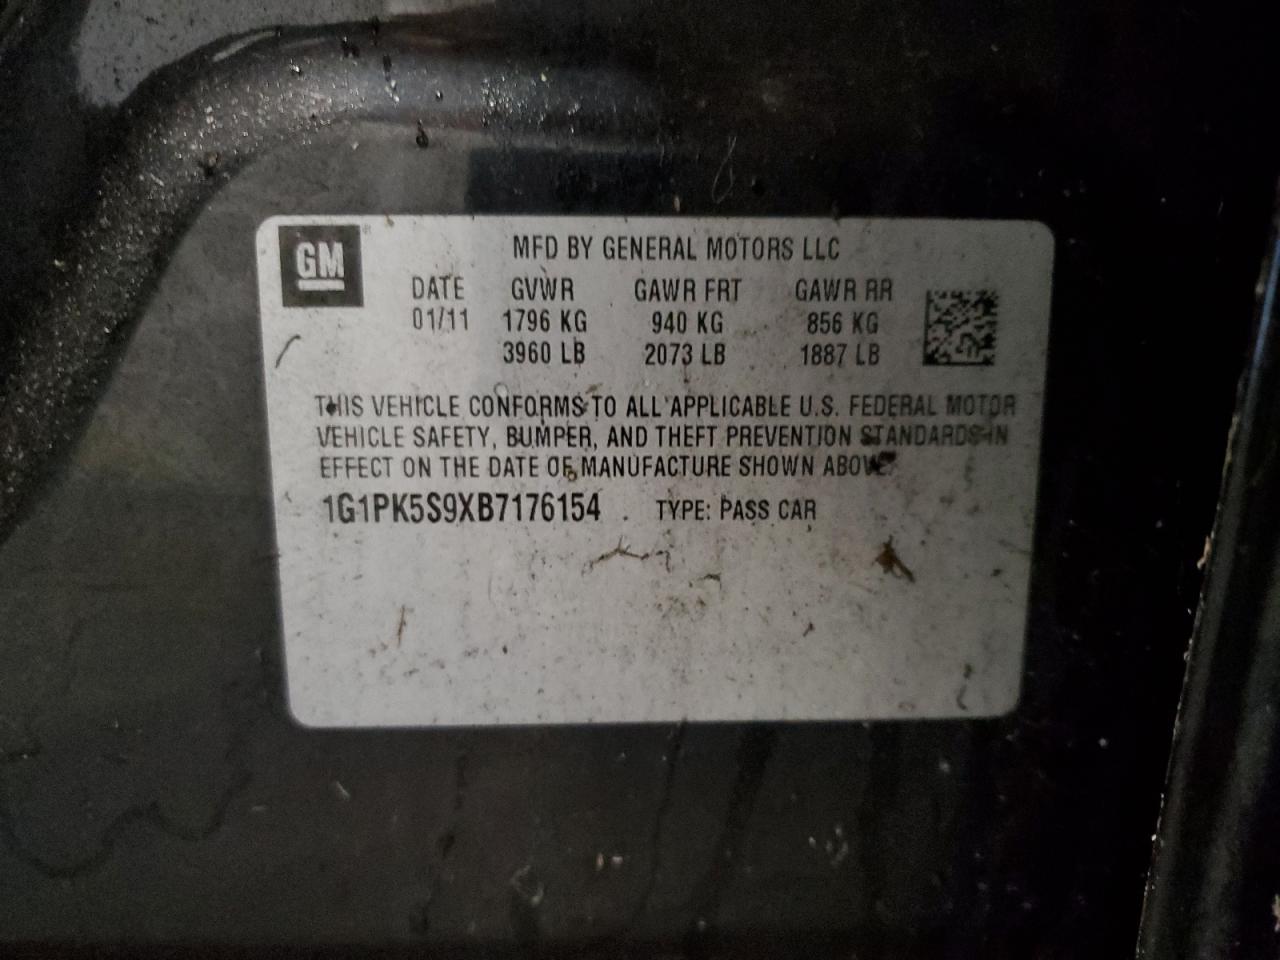 GM
MFD BY GENERAL MOTORS LLC
DATE GVWR GAWR FRT GAWR RR
01/11 1796 KG 940 KG 856 KG
3960 LB 2073 LB 1887 LB
THIS VEHICLE CONFORMS TO ALL APPLICABLE U.S. FEDERAL MOTOR
VEHICLE SAFETY, BUMPER, AND THEFT PREVENTION STANDARDS IN
EFFECT ON THE DATE OF MANUFACTURE SHOWN ABOVE.
1G1PK5S9XB7176154 TYPE: PASS CAR